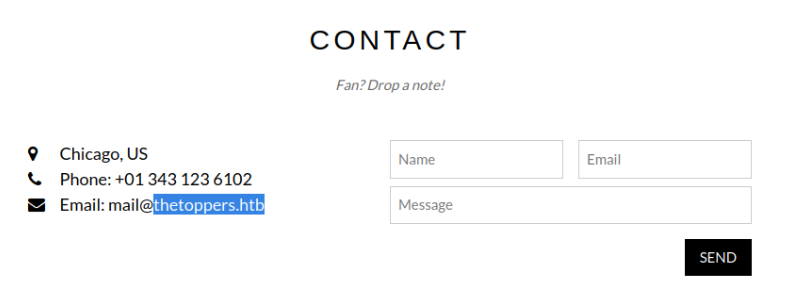 CONTACT
Fan? Drop a note!
Chicago, US
Phone: +01 343 123 6102
Email: mail@thetoppers.htb
Name
Email
Message
SEND